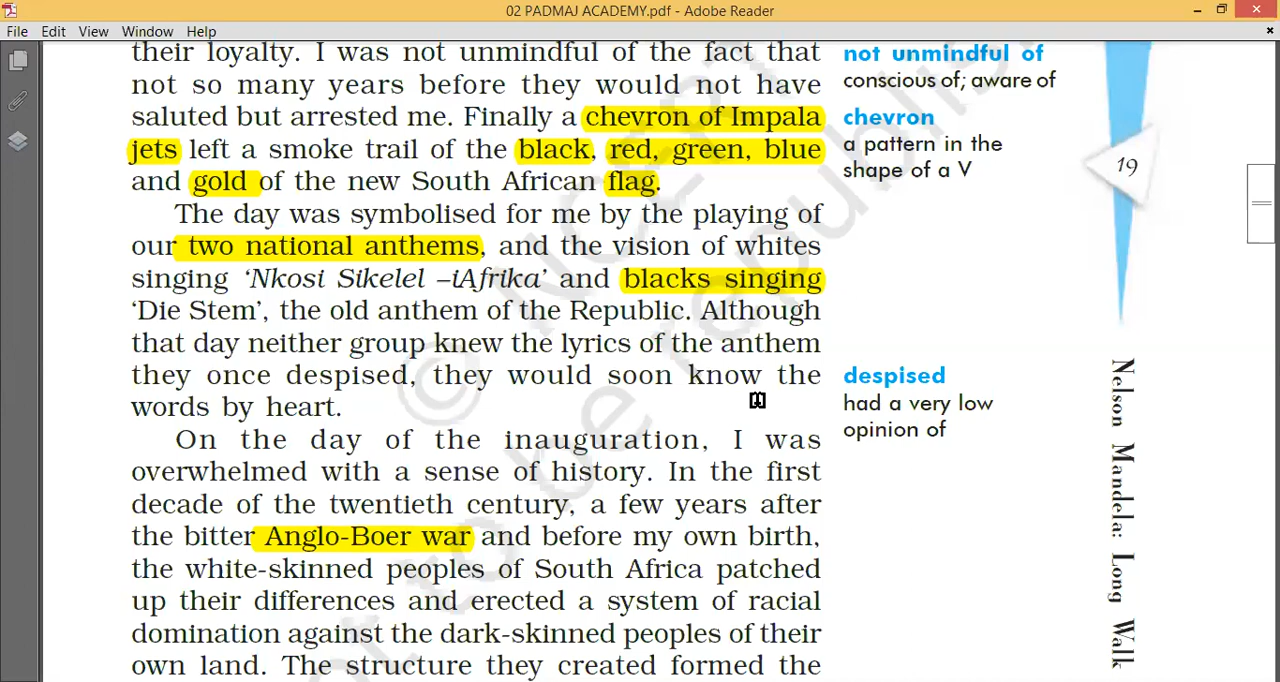 02 PADMAJ ACADEMY.pdf - Adobe Reader
File Edit View Window Help
their loyalty. I was not unmindful of the fact that
not so many years before they would not have
saluted but arrested me. Finally a chevron of Impala
jets left a smoke trail of the black, red, green, blue
and gold of the new South African flag.
The day was symbolised for me by the playing of
our two national anthems, and the vision of whites
singing ‘Nkosi Sikelel –iAfrika’ and blacks singing
‘Die Stem’, the old anthem of the Republic. Although
that day neither group knew the lyrics of the anthem
they once despised, they would soon know the
words by heart.
On the day of the inauguration, I was
overwhelmed with a sense of history. In the first
decade of the twentieth century, a few years after
the bitter Anglo-Boer war and before my own birth,
the white-skinned peoples of South Africa patched
up their differences and erected a system of racial
domination against the dark-skinned peoples of their
own land. The structure they created formed the
not unmindful of
conscious of; aware of
chevron
a pattern in the
shape of a V
despised
had a very low
opinion of
19
Nelson Mandela: Long Walk
© NCERT
be republis